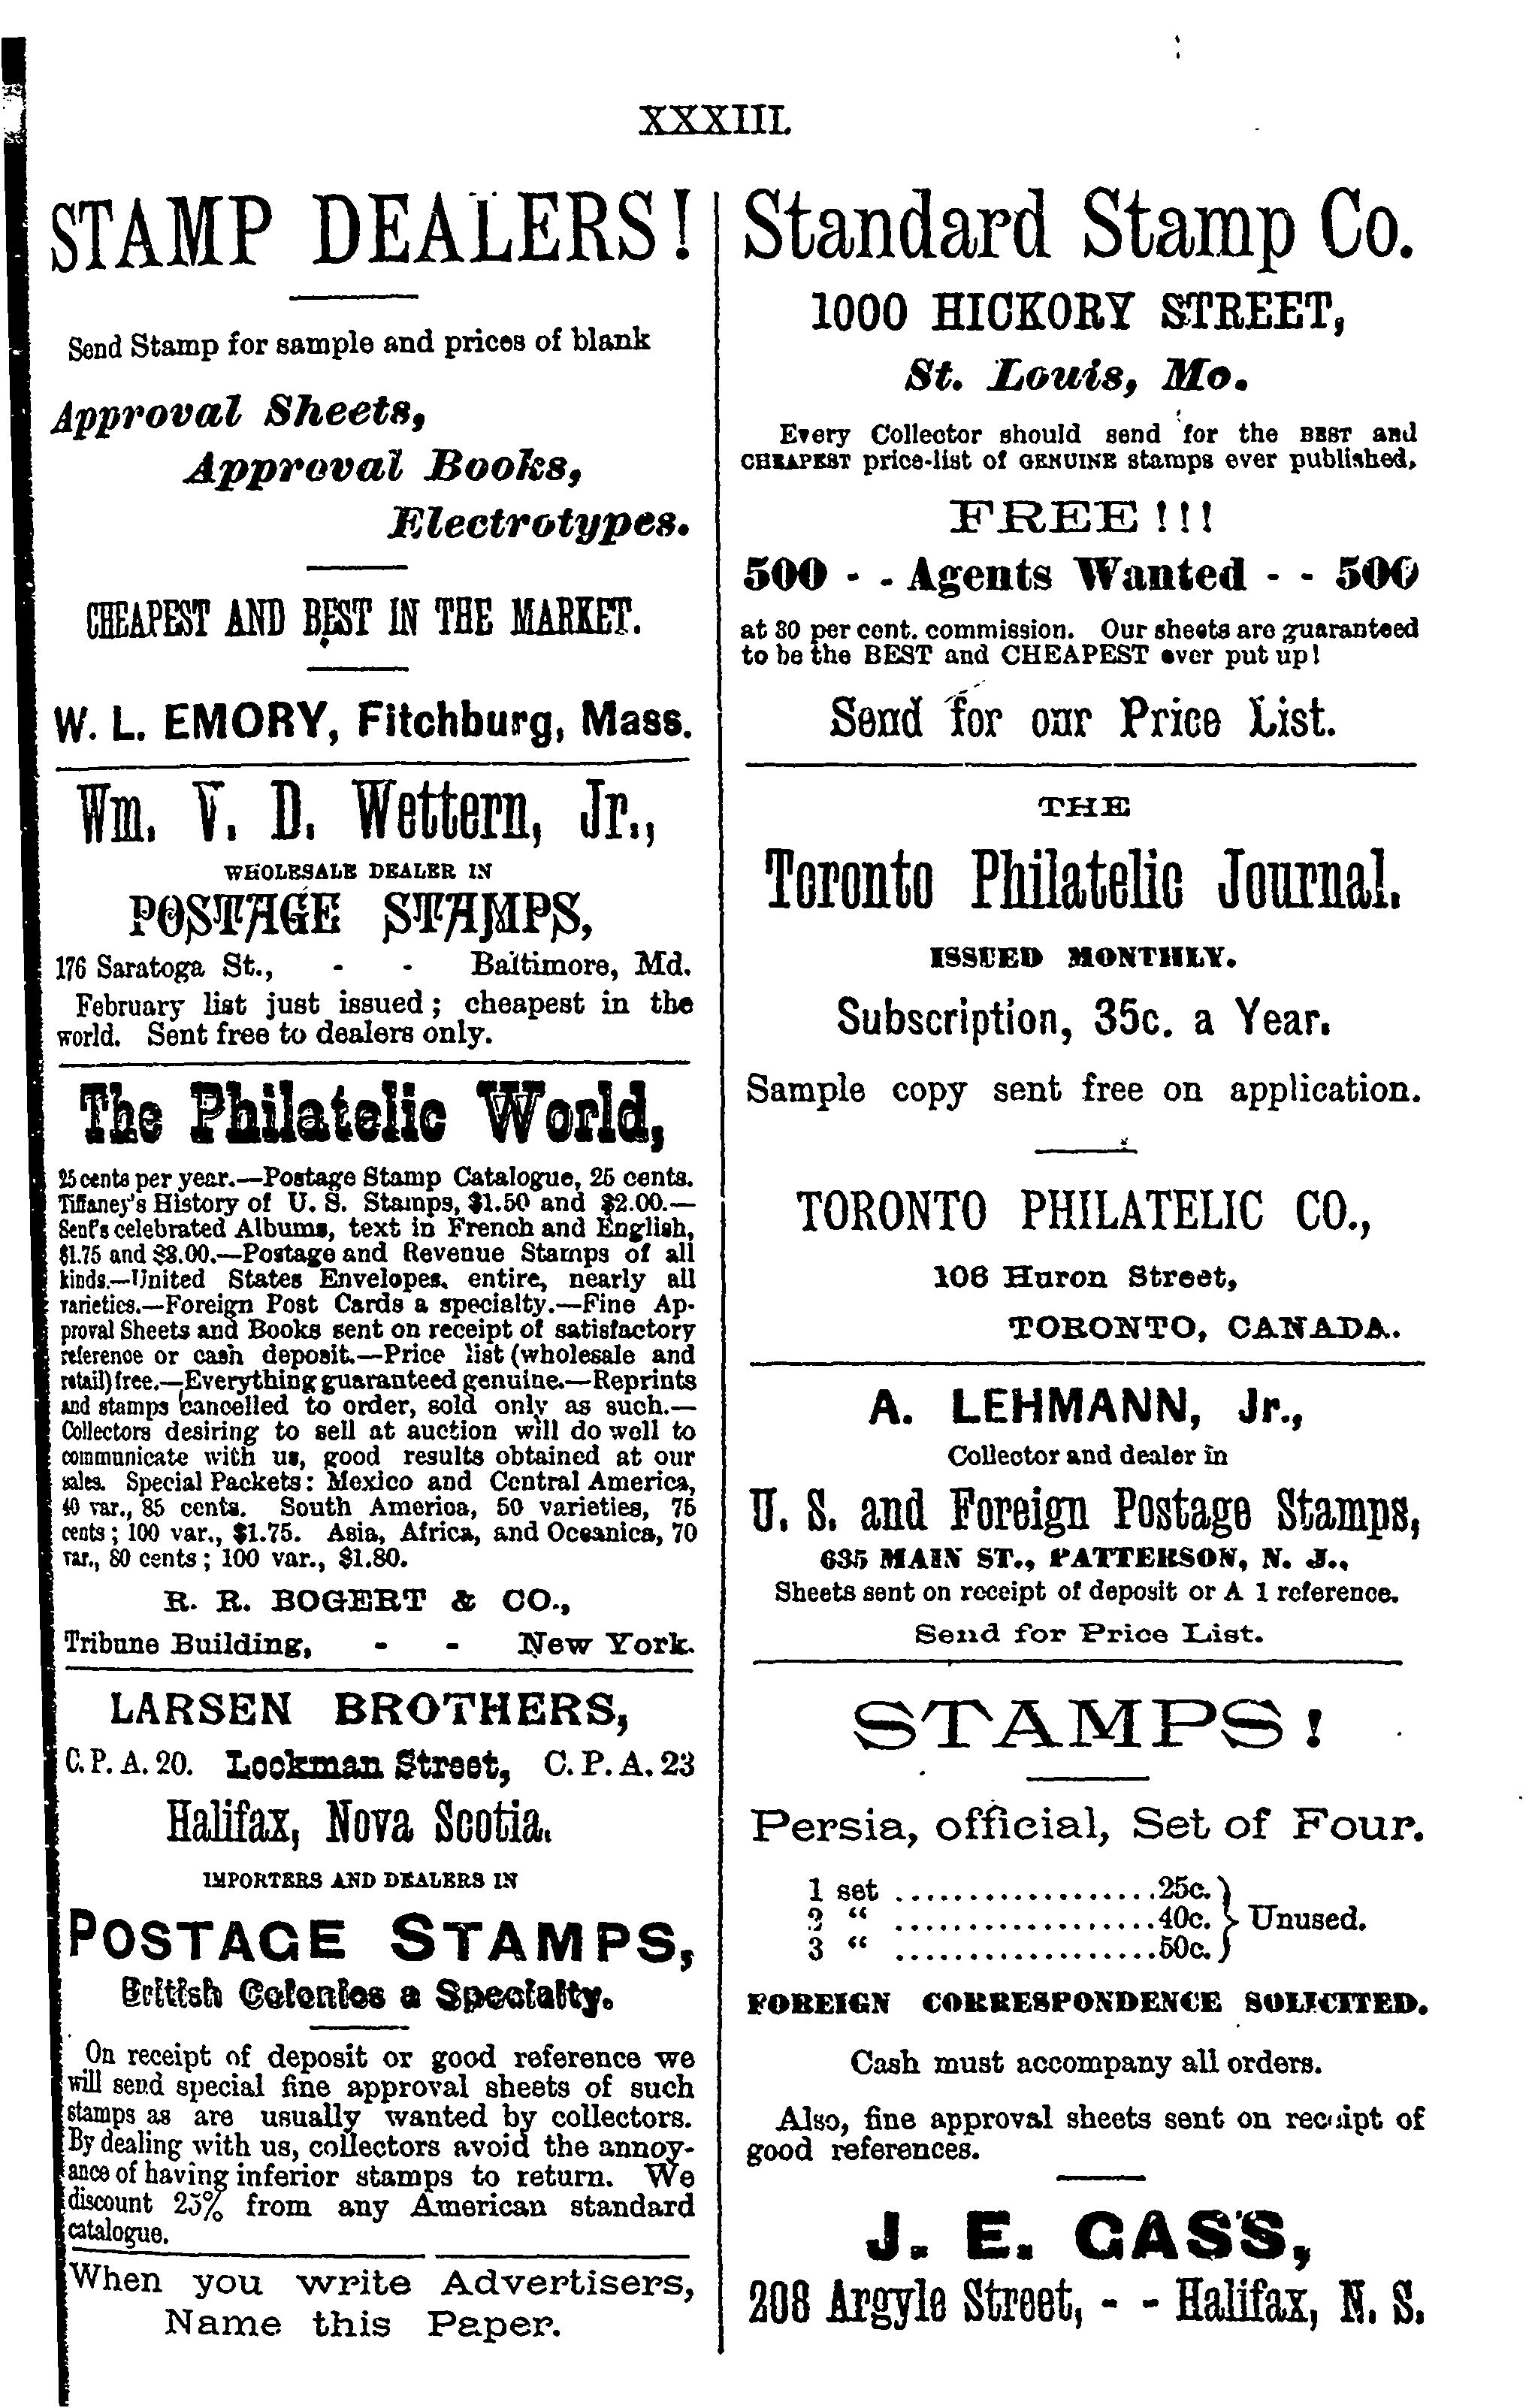 XXXIII.
STAMP DEALERS!
Send Stamp for sample and prices of blank
Approval Sheets,
Approval Books,
Electrotypes.
CHEAPEST AND BEST IN THE MARKET.
W. L. EMORY, Fitchburg, Mass.
Wm. V. D. Wettern, Jr.,
WHOLESALE DEALER IN
POSTAGE STAMPS,
176 Saratoga St., - - Baltimore, Md.
February list just issued; cheapest in the
world. Sent free to dealers only.
The Philatelic World,
25 cents per year.—Postage Stamp Catalogue, 25 cents.
Tiffaney's History of U. S. Stamps, $1.50 and $2.00.—
Senf's celebrated Albums, text in French and English,
$1.75 and $8.00.—Postage and Revenue Stamps of all
kinds.—United States Envelopes, entire, nearly all
varieties.—Foreign Post Cards a specialty.—Fine Ap-
proval Sheets and Books sent on receipt of satisfactory
reference or cash deposit.—Price list (wholesale and
retail) free.—Everything guaranteed genuine.—Reprints
and stamps cancelled to order, sold only as such.—
Collectors desiring to sell at auction will do well to
communicate with us, good results obtained at our
sales. Special Packets: Mexico and Central America,
40 var., 85 cents. South America, 50 varieties, 75
cents; 100 var., $1.75. Asia, Africa, and Oceanica, 70
var., 80 cents; 100 var., $1.80.
R. R. BOGERT & CO.,
Tribune Building, - - New York.
LARSEN BROTHERS,
C. P. A. 20. Lockman Street, C. P. A. 23
Halifax, Nova Scotia.
IMPORTERS AND DEALERS IN
POSTAGE STAMPS,
British Colonies a Specialty.
On receipt of deposit or good reference we
will send special fine approval sheets of such
stamps as are usually wanted by collectors.
By dealing with us, collectors avoid the annoy-
ance of having inferior stamps to return. We
discount 25% from any American standard
catalogue.
When you write Advertisers,
Name this Paper.
Standard Stamp Co.
1000 HICKORY STREET,
St. Louis, Mo.
Every Collector should send for the BEST and
CHEAPEST price-list of GENUINE stamps ever published,
FREE!!!
500 - - Agents Wanted - - 500
at 30 per cent. commission. Our sheets are guaranteed
to be the BEST and CHEAPEST ever put up!
Send for our Price List.
THE
Toronto Philatelic Journal.
ISSUED MONTHLY.
Subscription, 35c. a Year.
Sample copy sent free on application.
TORONTO PHILATELIC CO.,
106 Huron Street,
TORONTO, CANADA.
A. LEHMANN, Jr.,
Collector and dealer in
U. S. and Foreign Postage Stamps,
635 MAIN ST., PATTERSON, N. J.,
Sheets sent on receipt of deposit or A 1 reference.
Send for Price List.
STAMPS!
Persia, official, Set of Four.
1 set .................. 25c.
2 " .................. 40c. } Unused.
3 " .................. 50c.
FOREIGN CORRESPONDENCE SOLICITED.
Cash must accompany all orders.
Also, fine approval sheets sent on receipt of
good references.
J. E. CASS,
208 Argyle Street, - - Halifax, N. S.